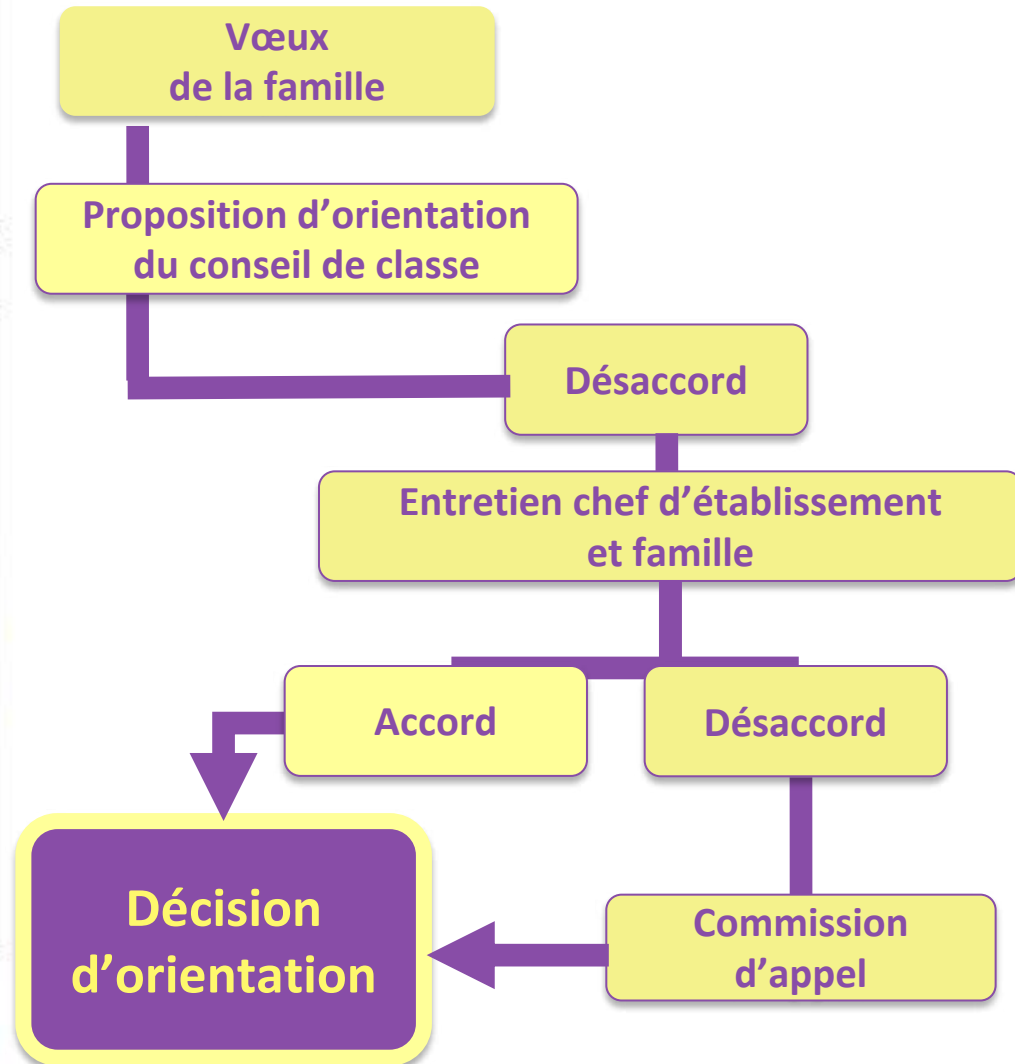 Vœux
de la famille
Proposition d’orientation
du conseil de classe
Désaccord
Entretien chef d’établissement
et famille
Accord
Désaccord
Décision
d’orientation
Commission
d’appel